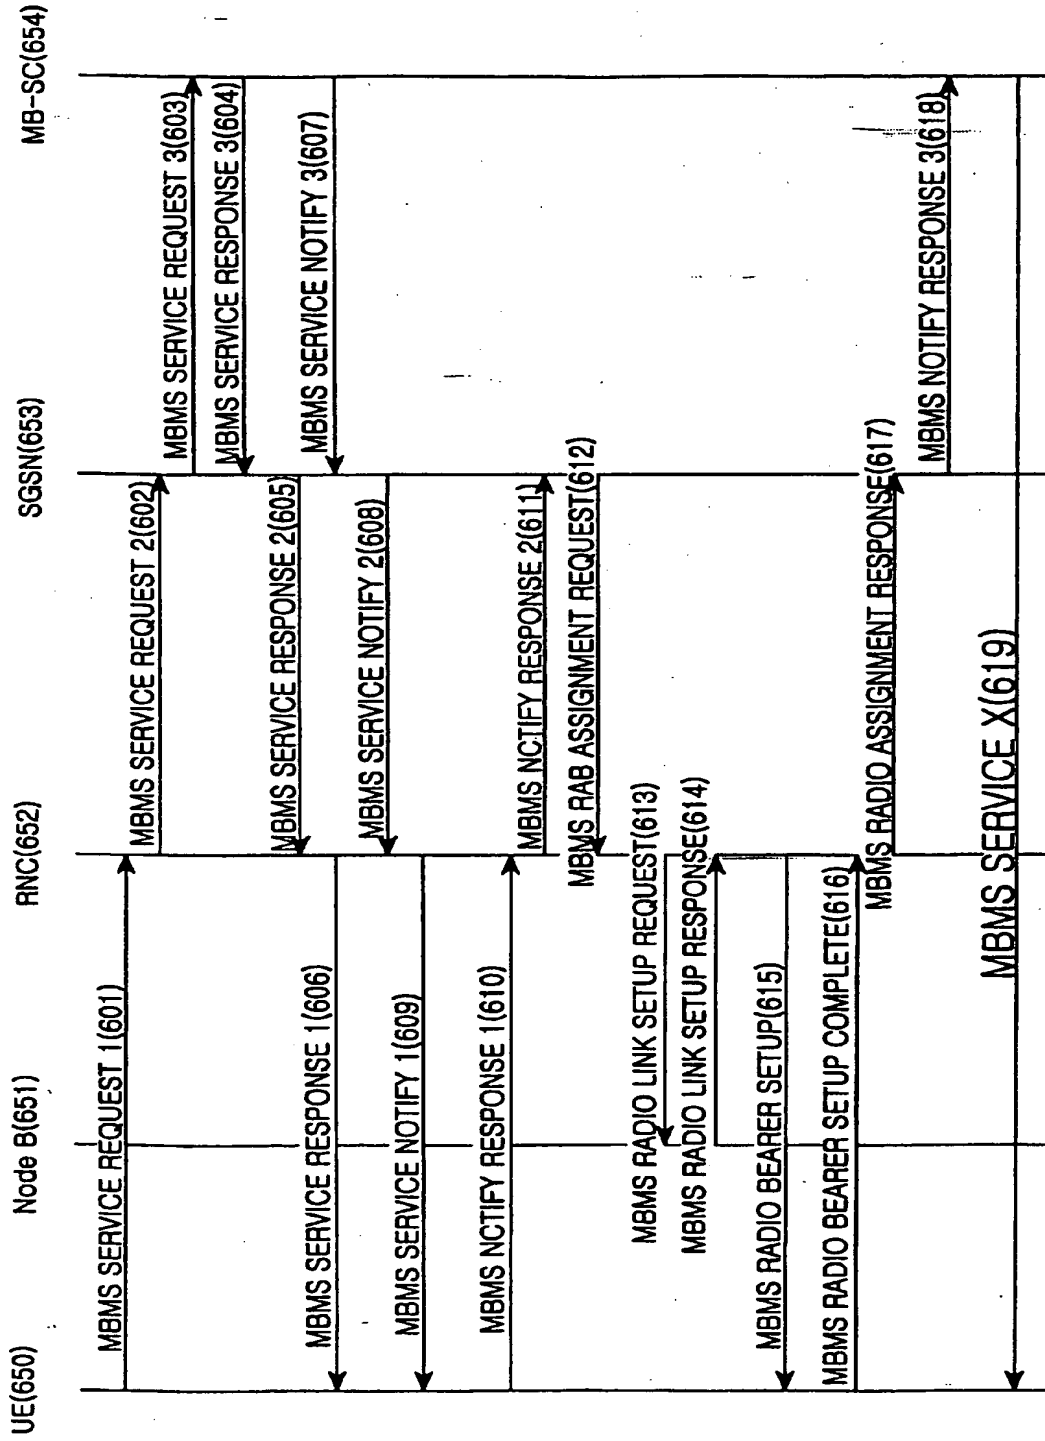 UE(650)
Node B(651)
RNC(652)
SGSN(653)
MB-SC(654)
MBMS SERVICE REQUEST 1(601)
MBMS SERVICE REQUEST 2(602)
MBMS SERVICE REQUEST 3(603)
MBMS SERVICE RESPONSE 3(604)
MBMS SERVICE RESPONSE 2(605)
MBMS SERVICE RESPONSE 1(606)
MBMS SERVICE NOTIFY 3(607)
MBMS SERVICE NOTIFY 2(608)
MBMS SERVICE NOTIFY 1(609)
MBMS NCTIFY RESPONSE 1(610)
MBMS NCTIFY RESPONSE 2(611)
MBMS RAB ASSIGNMENT REQUEST(612)
MBMS RADIO LINK SETUP REQUEST(613)
MBMS RADIO LINK SETUP RESPONSE(614)
MBMS RADIO BEARER SETUP(615)
MBMS RADIO BEARER SETUP COMPLETE(616)
MBMS RADIO ASSIGNMENT RESPONSE(617)
MBMS NOTIFY RESPONSE 3(618)
MBMS SERVICE X(619)